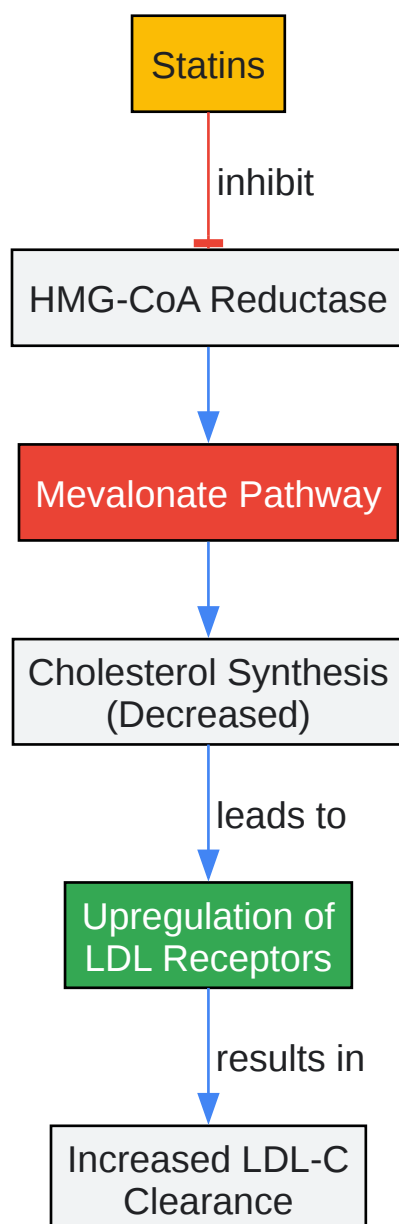 Statins
inhibit
HMG-CoA Reductase
Mevalonate Pathway
Cholesterol Synthesis
(Decreased)
leads to
Upregulation of
LDL Receptors
results in
Increased LDL-C
Clearance